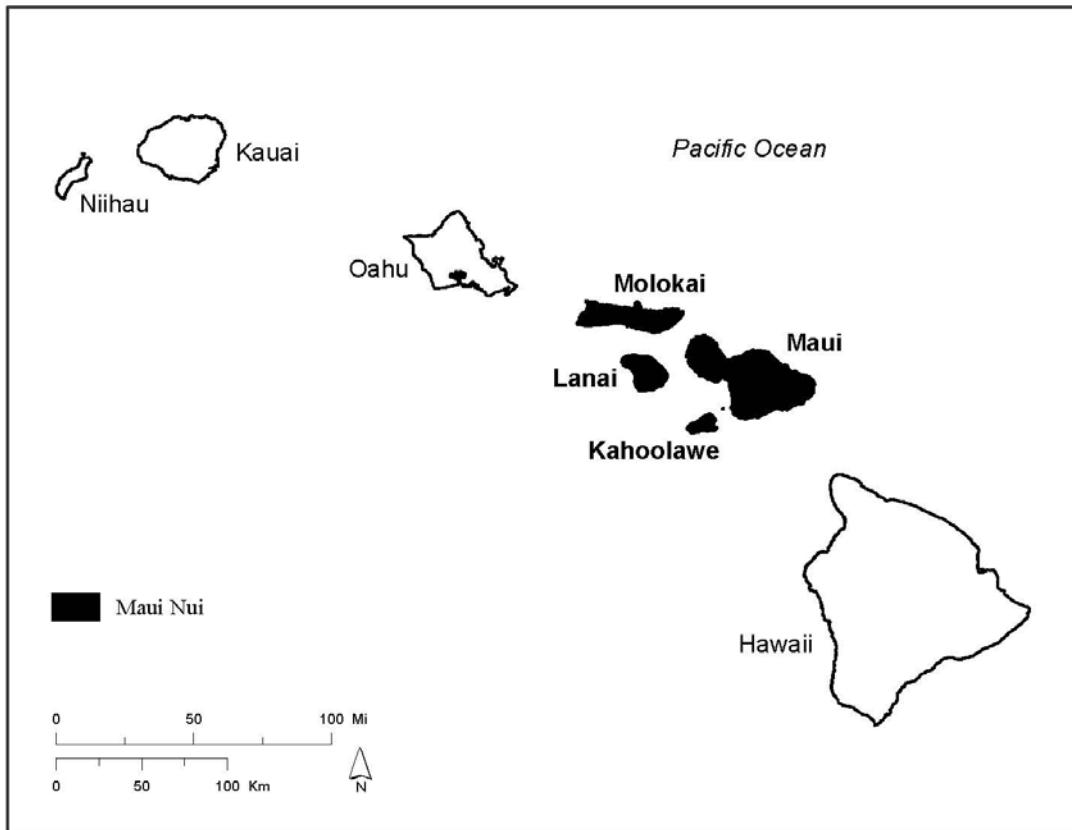 Pacific Ocean
Kauai
Niihau
Oahu
Molokai
Maui
Lanai
Kahoolawe
Maui Nui
Hawaii
0 50 100 Mi
0 50 100 Km
N